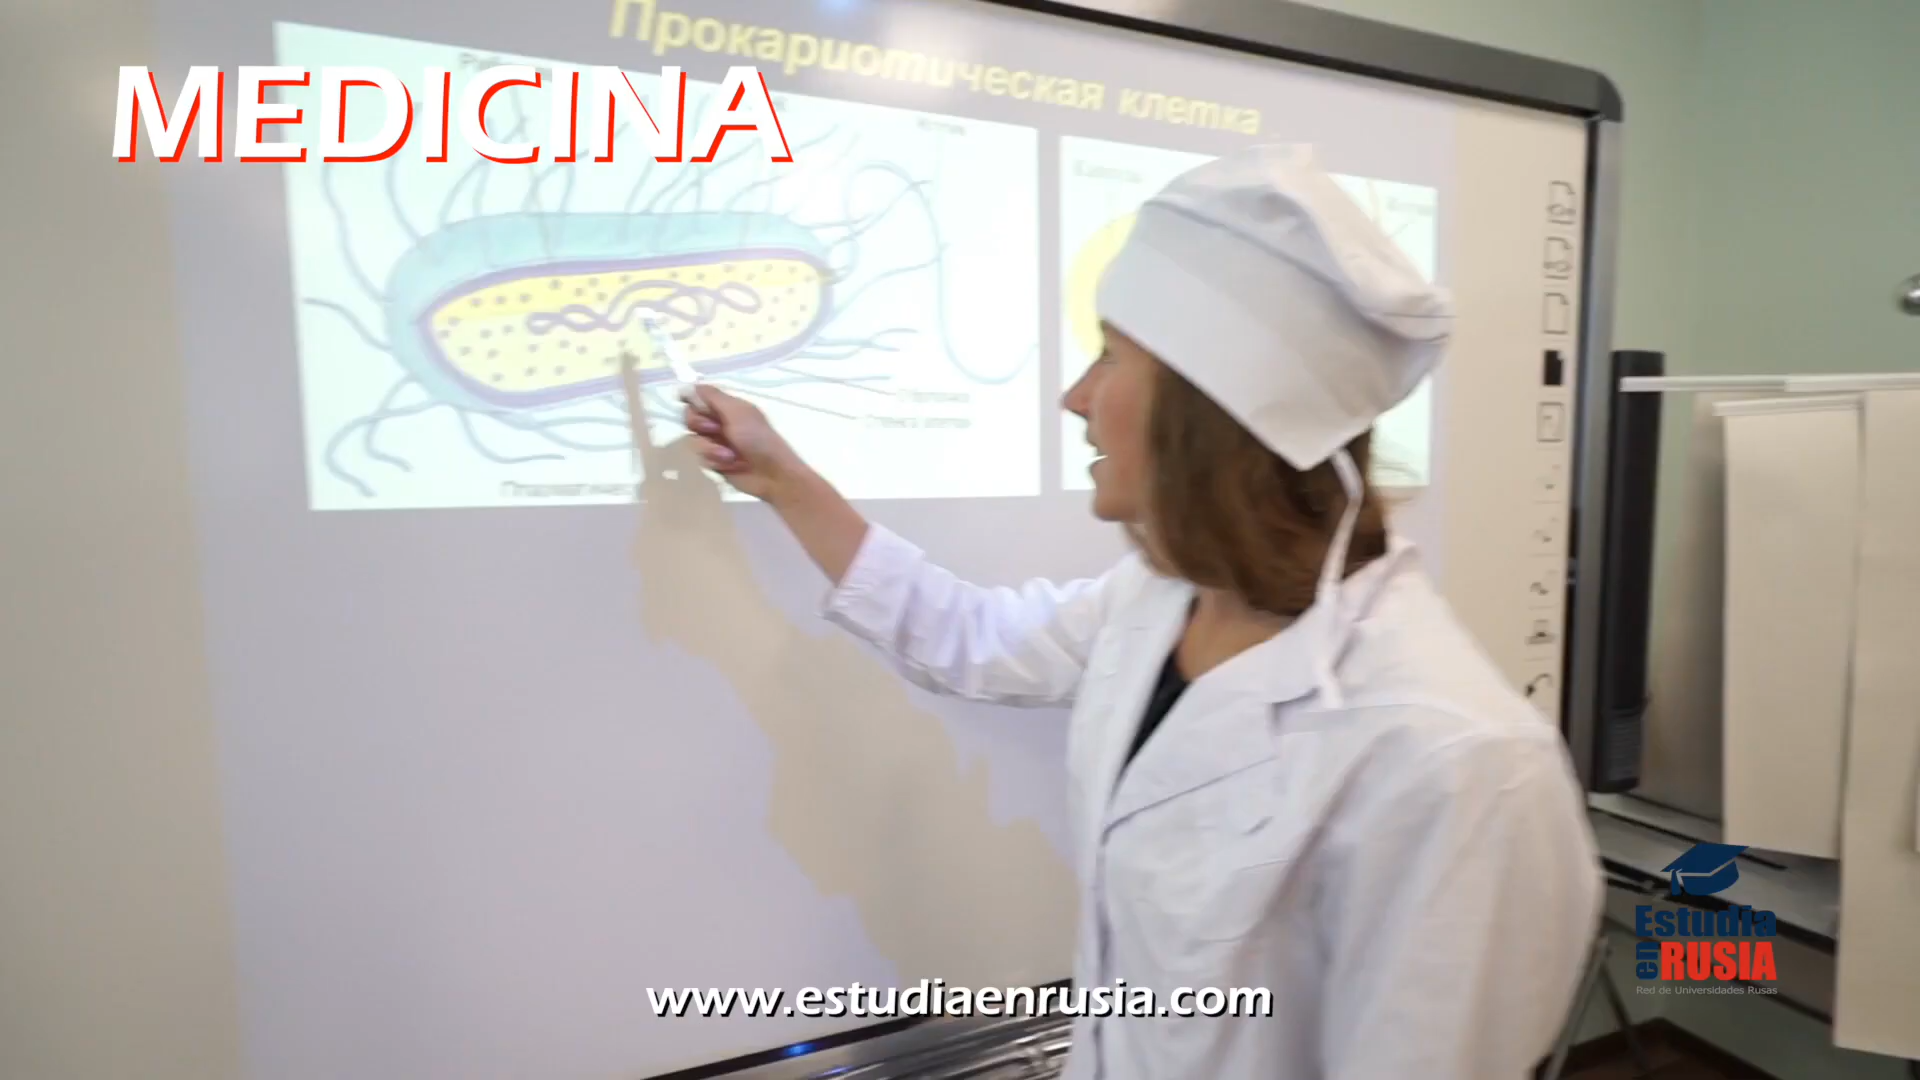 Прокариотическая клетка
MEDICINA
Estudia
en RUSIA
Red de Universidades Rusas
www.estudiaenrusia.com